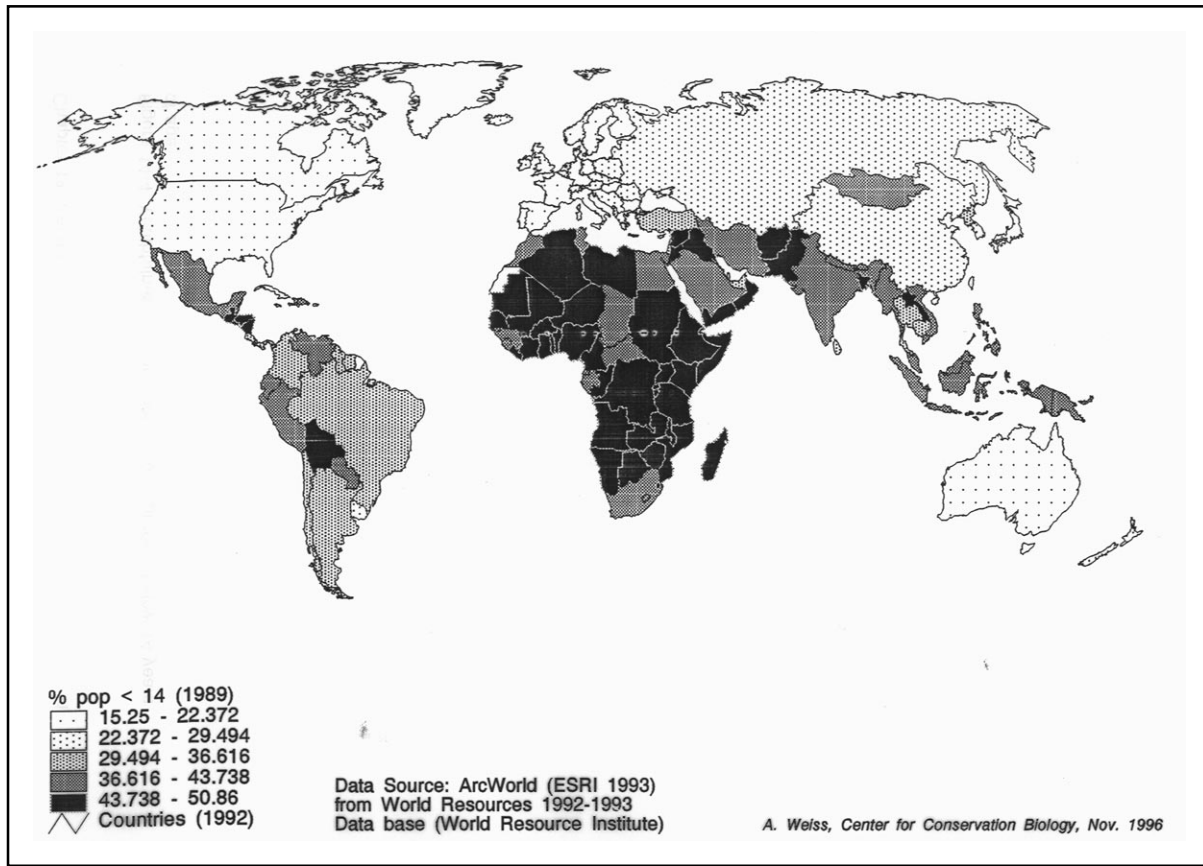 % pop < 14 (1989)
15.25 - 22.372
22.372 - 29.494
29.494 - 36.616
36.616 - 43.738
43.738 - 50.86
Countries (1992)
Data Source: ArcWorld (ESRI 1993)
from World Resources 1992-1993
Data base (World Resource Institute)
A. Weiss, Center for Conservation Biology, Nov. 1996